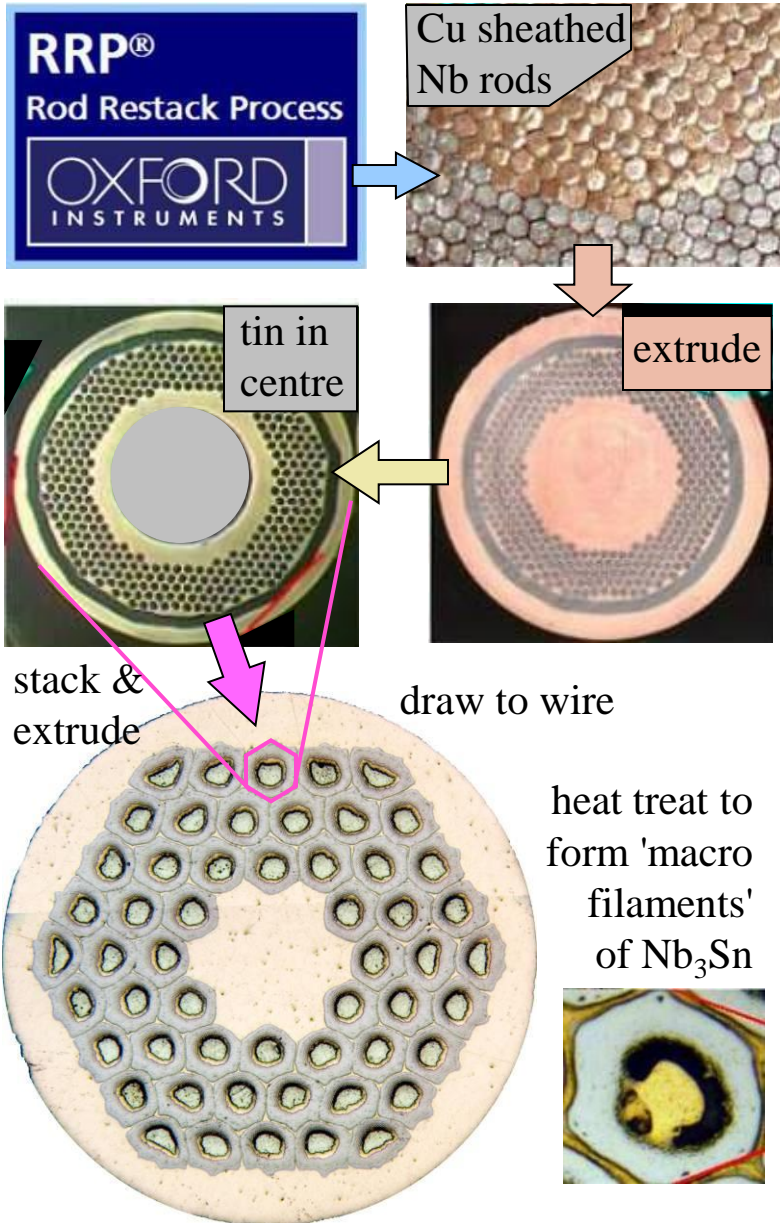 RRP®
Rod Restack Process
OXFORD
INSTRUMENTS
Cu sheathed
Nb rods
extrude
tin in
centre
stack &
extrude
draw to wire
heat treat to
form 'macro
filaments'
of Nb₃Sn